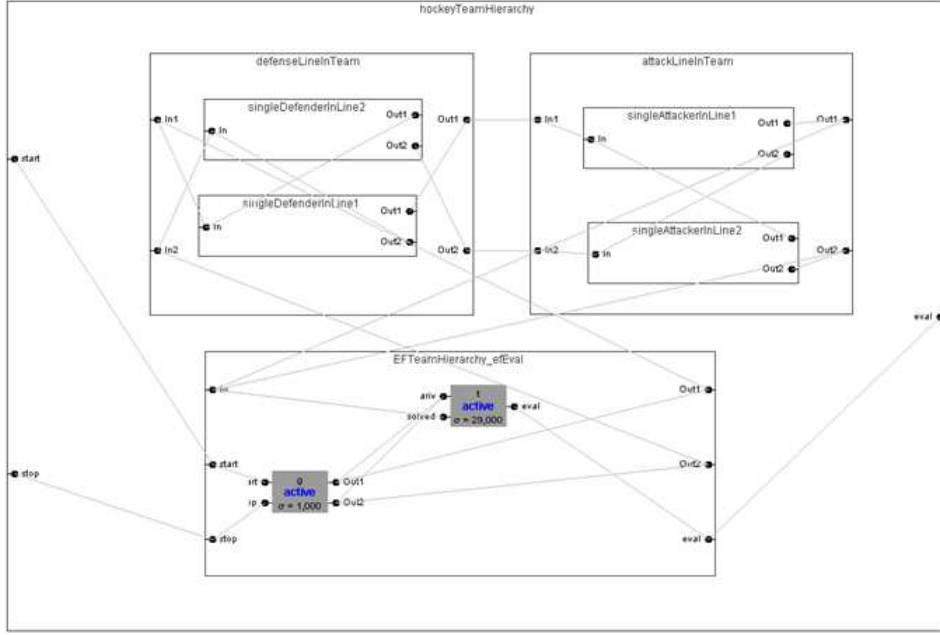 hockeyTeamHierarchy
defenseLineInTeam
attackLineInTeam
singleDefenderInLine2
In
Out1
Out2
singleDefenderInLine1
In
Out1
Out2
In1
In2
Out1
Out2
singleAttackerInLine1
In
Out1
Out2
singleAttackerInLine2
In
Out1
Out2
In1
In2
Out1
Out2
start
stop
eval
EFTeamHierarchy_efEval
in
start
stop
Out1
Out2
eval
ariv
solved
1
active
σ = 29,000
eval
0
active
σ = 1,000
Out1
Out2